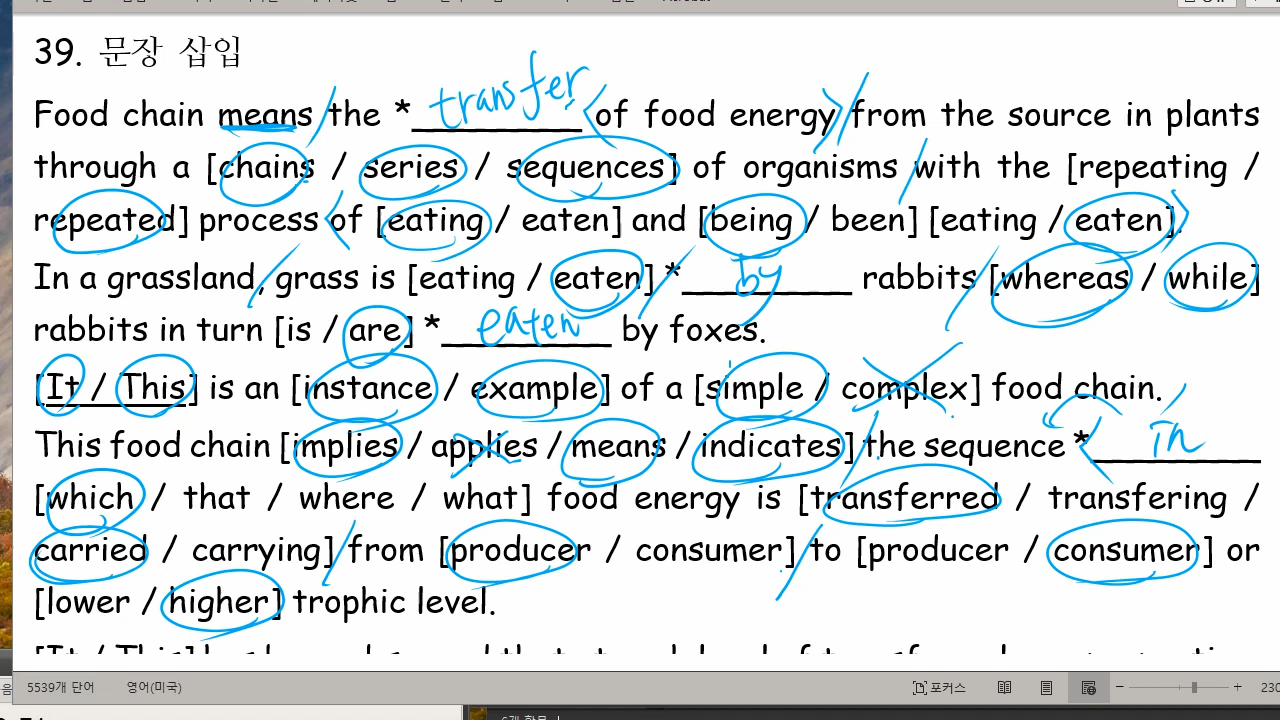 39. 문장 삽입
Food chain means the * transfer of food energy from the source in plants
through a [chains / series / sequences] of organisms with the [repeating /
repeated] process of [eating / eaten] and [being / been] [eating / eaten].
In a grassland, grass is [eating / eaten] * by rabbits [whereas / while]
rabbits in turn [is / are] * eaten by foxes.
[It / This] is an [instance / example] of a [simple / complex] food chain.
This food chain [implies / applies / means / indicates] the sequence * in
[which / that / where / what] food energy is [transferred / transfering /
carried / carrying] from [producer / consumer] to [producer / consumer] or
[lower / higher] trophic level.
[It / This]
5539개 단어 영어(미국) 포커스 230